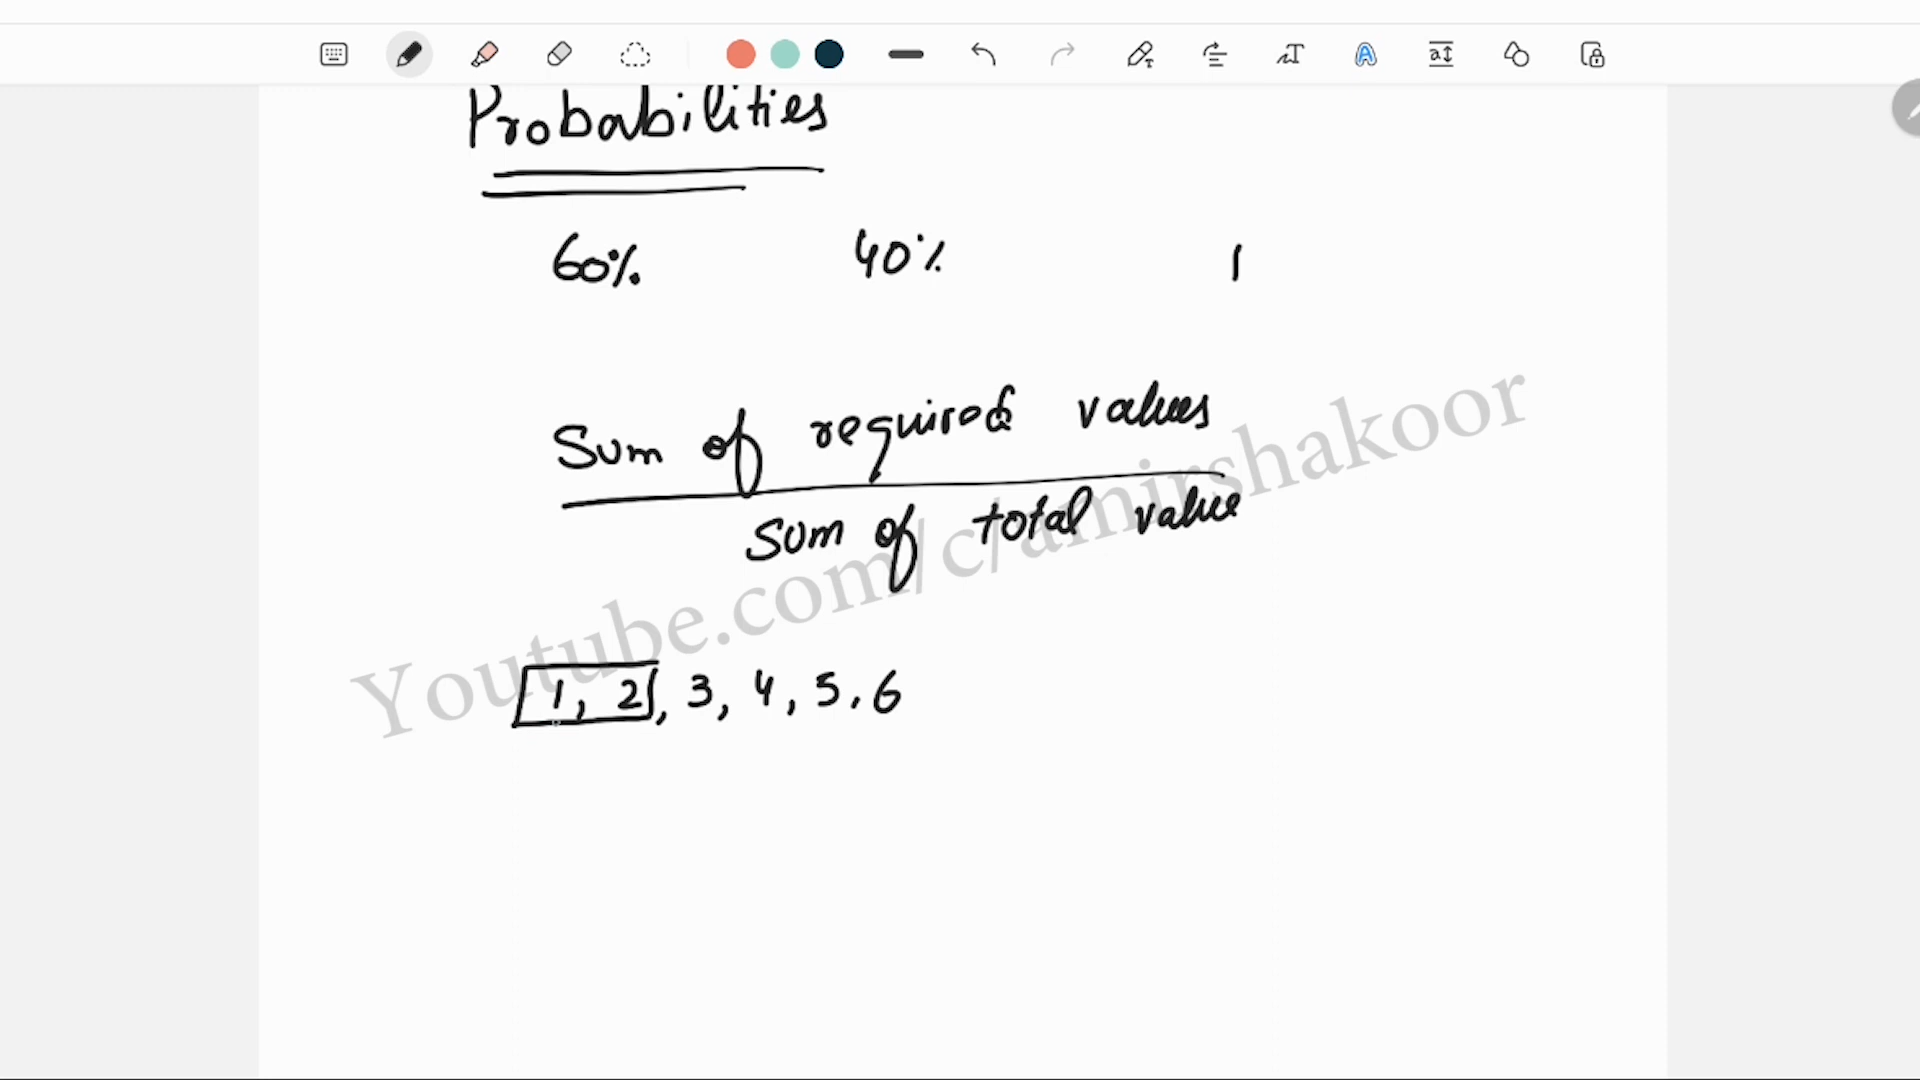 Probabilities
60% 40% 1
Sum of required values
Sum of total value
1, 2, 3, 4, 5, 6
Youtube.com/c/amirshakoor